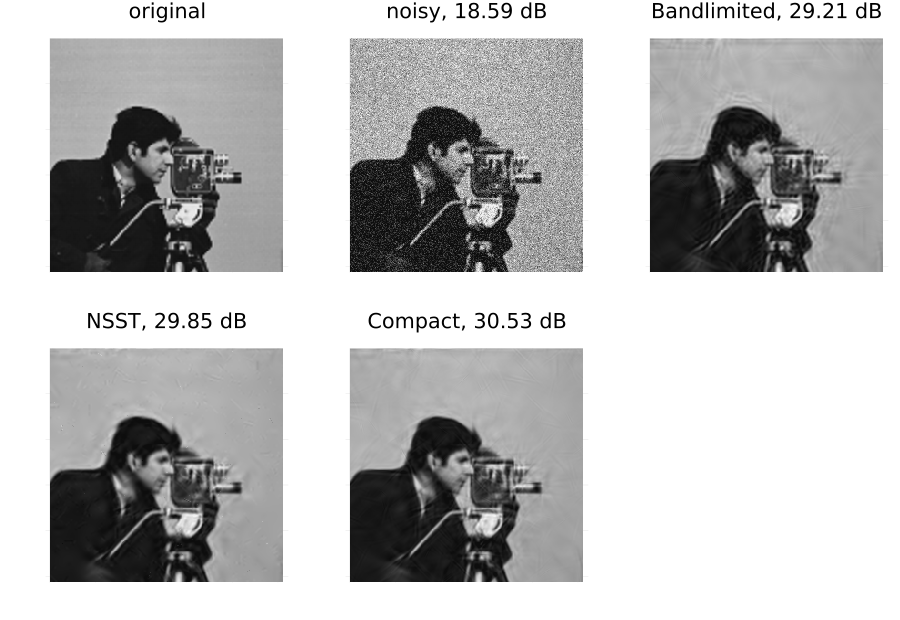 original
noisy, 18.59 dB
Bandlimited, 29.21 dB
NSST, 29.85 dB
Compact, 30.53 dB